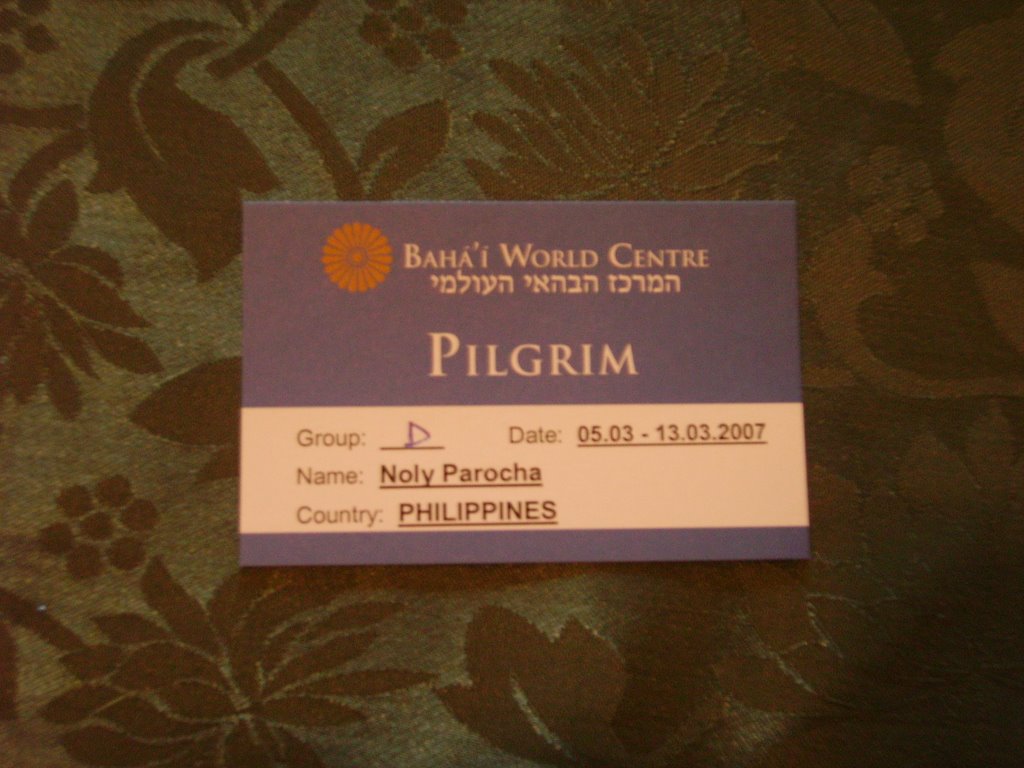 BAHÁ'Í WORLD CENTRE
המרכז הבהאי העולמי
PILGRIM
Group: D Date: 05.03 - 13.03.2007
Name: Noly Parocha
Country: PHILIPPINES